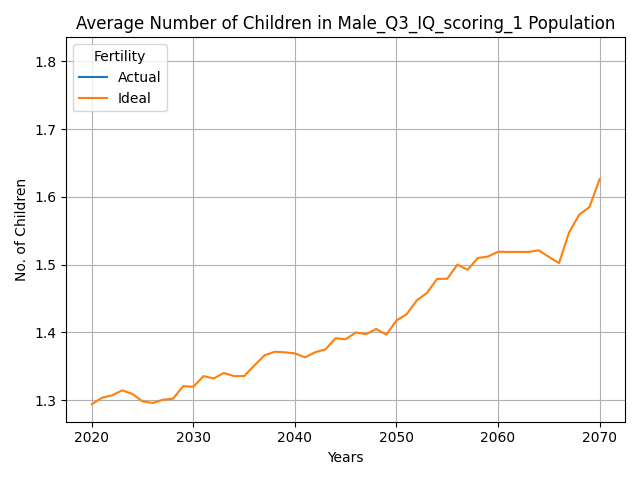 Average Number of Children in Male_Q3_IQ_scoring_1 Population
Fertility
Actual
Ideal
1.8
1.7
1.6
1.5
1.4
1.3
No. of Children
2020 2030 2040 2050 2060 2070
Years